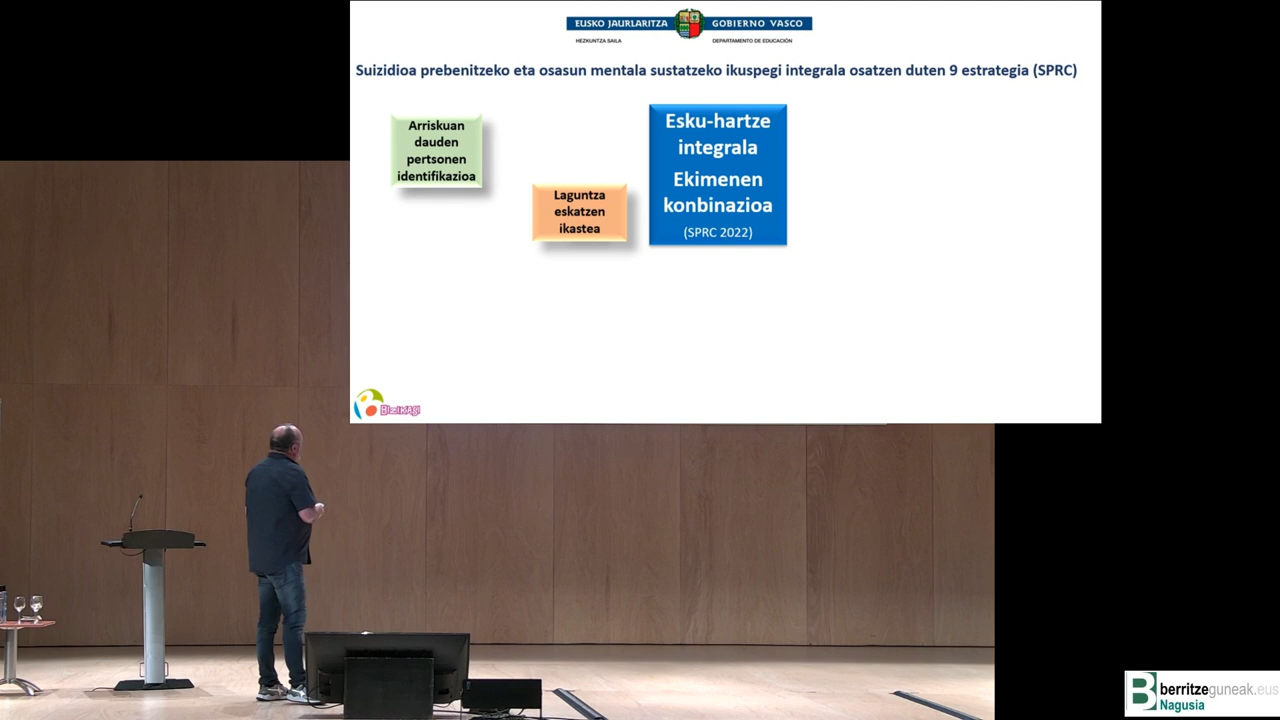 EUSKO JAURLARITZA GOBIERNO VASCO
HEZKUNTZA SAILA DEPARTAMENTO DE EDUCACIÓN
Suizidioa prebenitzeko eta osasun mentala sustatzeko ikuspegi integrala osatzen duten 9 estrategia (SPRC)
Arriskuan
dauden
pertsonen
identifikazioa
Laguntza
eskatzen
ikastea
Esku-hartze
integrala
Ekimenen
konbinazioa
(SPRC 2022)
BIZIKASI
berritzeguneak.eus
Nagusia